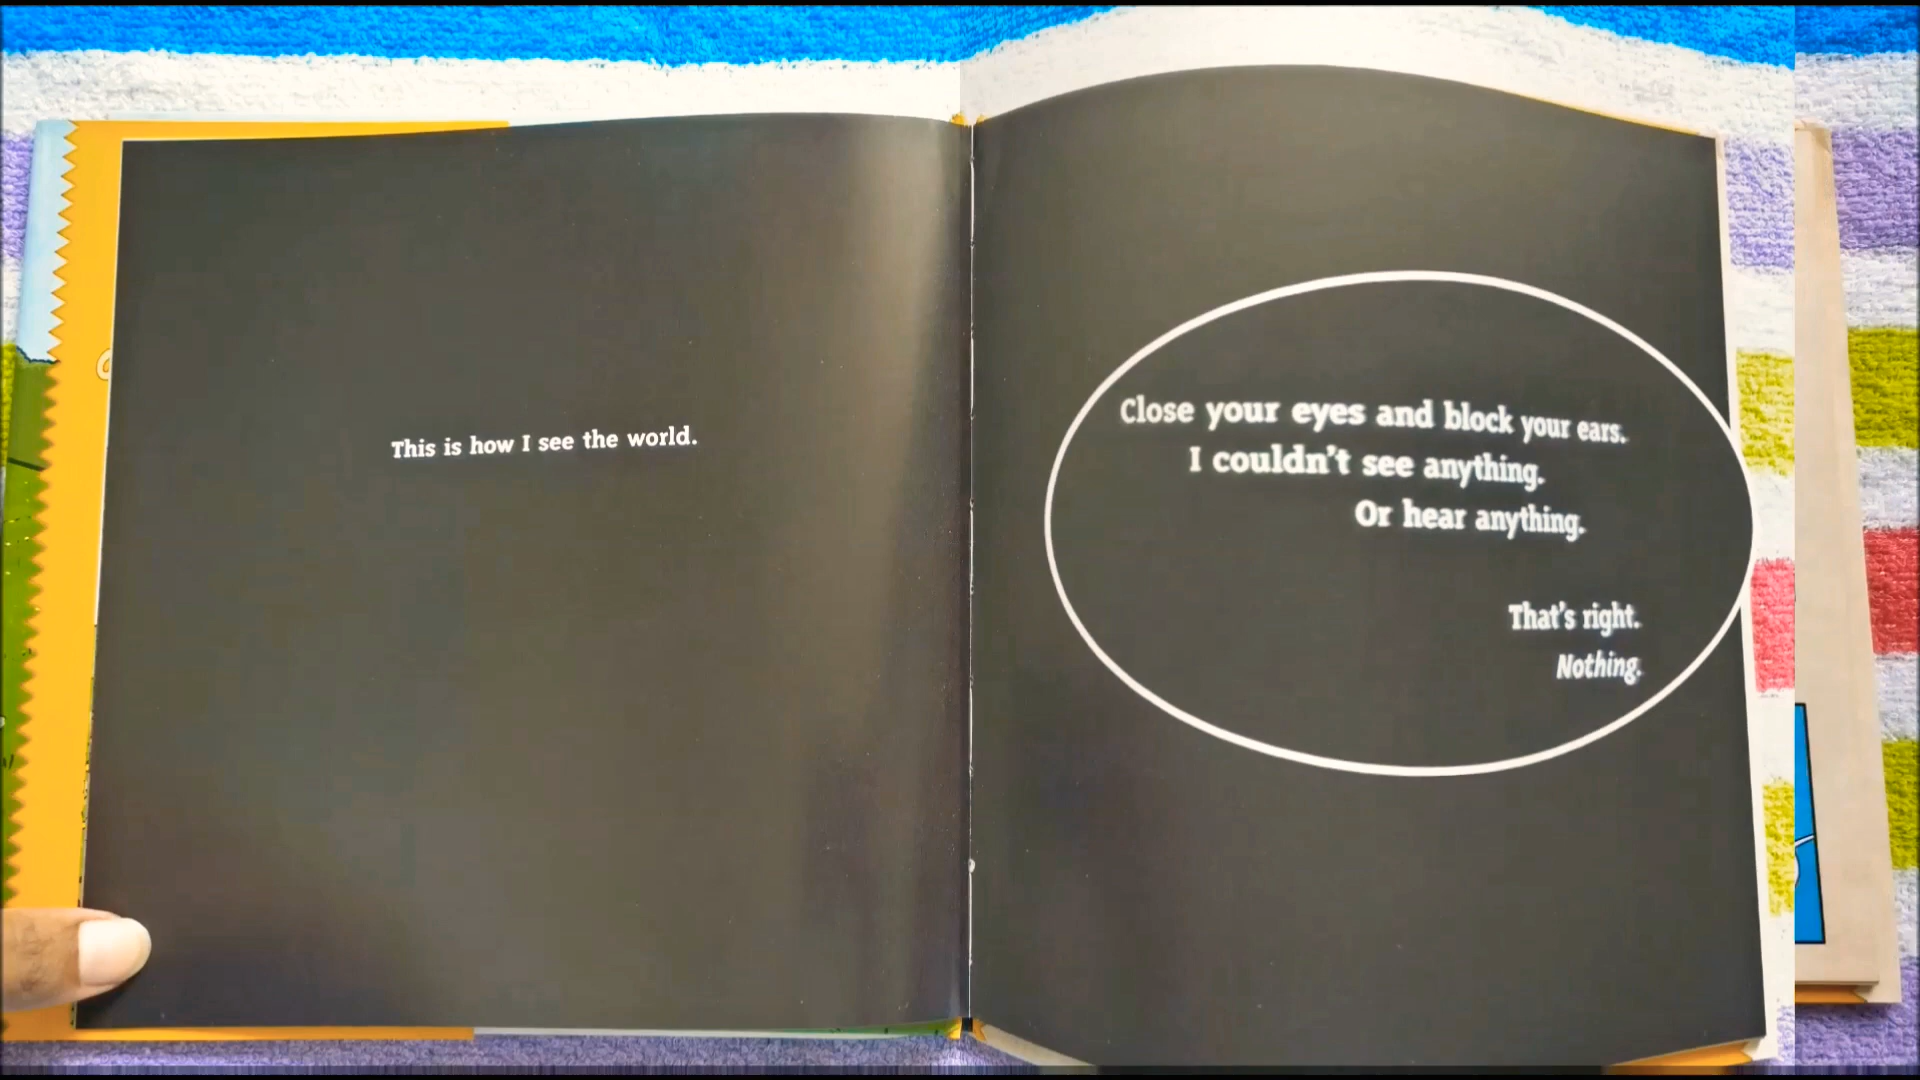 This is how I see the world.
Close your eyes and block your ears.
I couldn't see anything.
Or hear anything.
That's right.
Nothing.